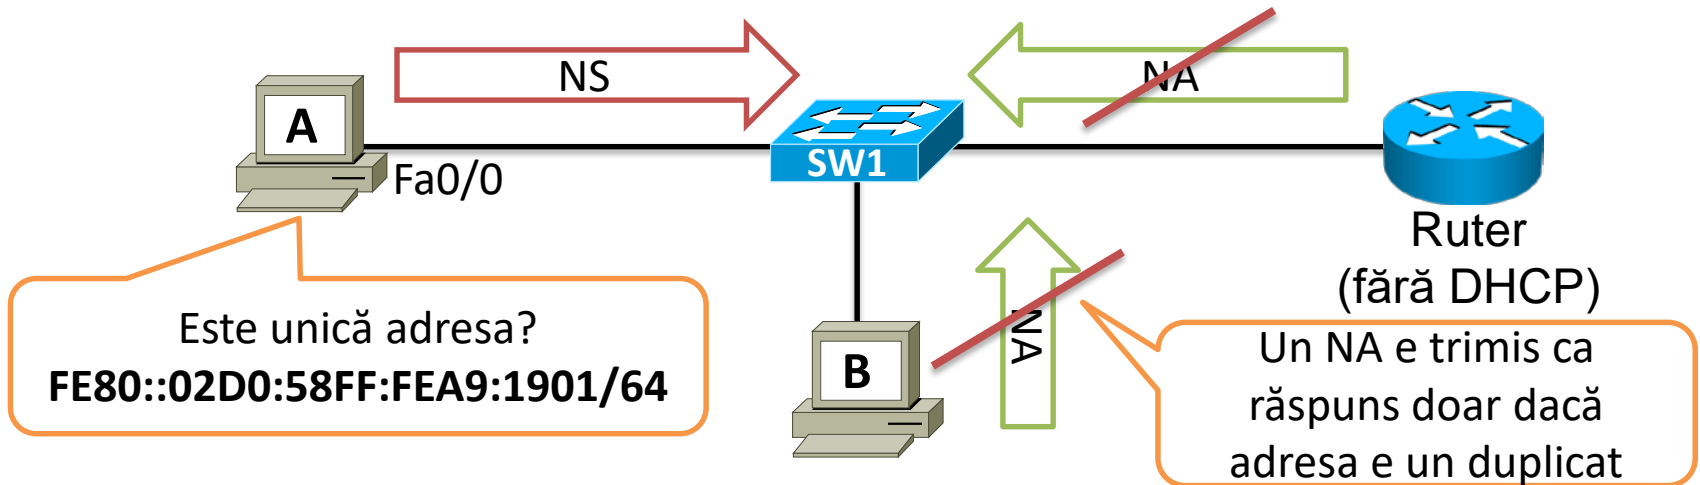 NS
NA
A
SW1
Fa0/0
Ruter
(fără DHCP)
Este unică adresa?
FE80::02D0:58FF:FEA9:1901/64
NA
B
Un NA e trimis ca
răspuns doar dacă
adresa e un duplicat